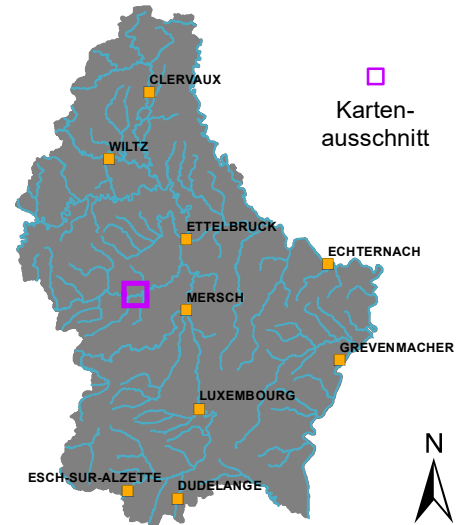 CLERVAUX
Karten-
ausschnitt
WILTZ
ETTELBRUCK
ECHTERNACH
MERSCH
GREVENMACHER
LUXEMBOURG
N
ESCH-SUR-ALZETTE
DUDELANGE